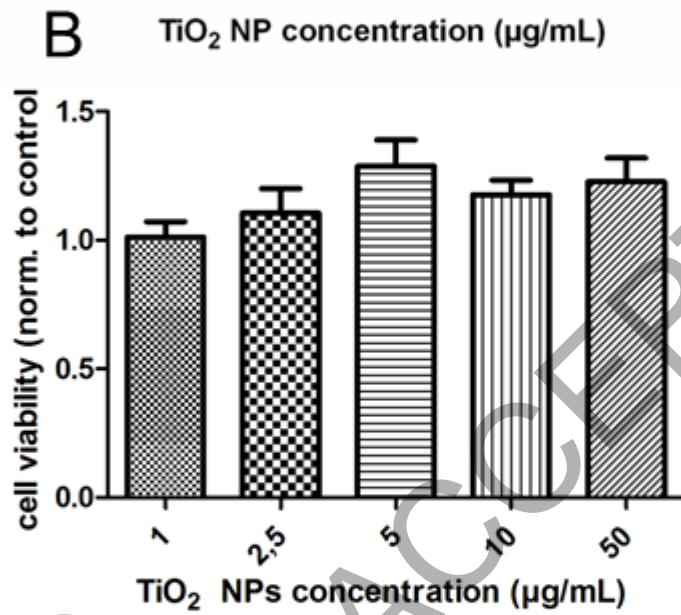 B
TiO₂ NP concentration (µg/mL)
cell viability (norm. to control
1.5
1.0
0.5
0.0
1
2,5
5
10
50
TiO₂ NPs concentration (µg/mL)